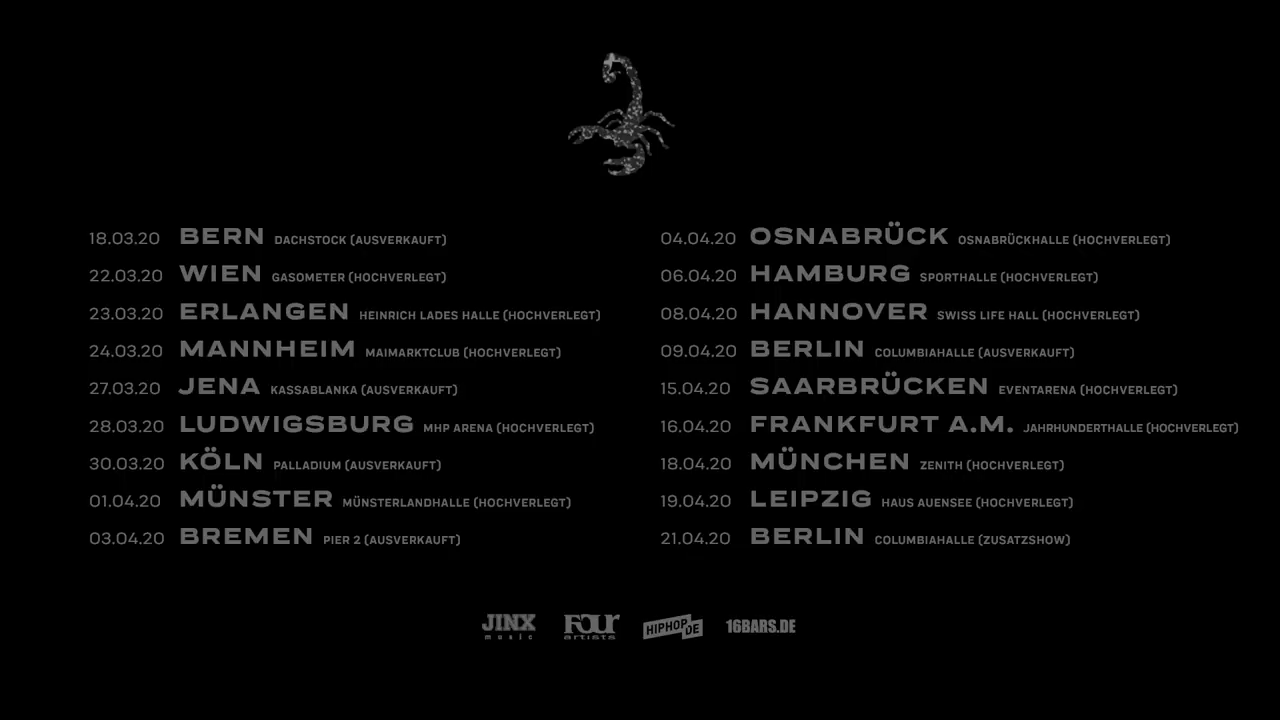 18.03.20 BERN DACHSTOCK (AUSVERKAUFT)
22.03.20 WIEN GASOMETER (HOCHVERLEGT)
23.03.20 ERLANGEN HEINRICH LADES HALLE (HOCHVERLEGT)
24.03.20 MANNHEIM MAIMARKTCLUB (HOCHVERLEGT)
27.03.20 JENA KASSABLANKA (AUSVERKAUFT)
28.03.20 LUDWIGSBURG MHP ARENA (HOCHVERLEGT)
30.03.20 KÖLN PALLADIUM (AUSVERKAUFT)
01.04.20 MÜNSTER MÜNSTERLANDHALLE (HOCHVERLEGT)
03.04.20 BREMEN PIER 2 (AUSVERKAUFT)
04.04.20 OSNABRÜCK OSNABRÜCKHALLE (HOCHVERLEGT)
06.04.20 HAMBURG SPORTHALLE (HOCHVERLEGT)
08.04.20 HANNOVER SWISS LIFE HALL (HOCHVERLEGT)
09.04.20 BERLIN COLUMBIAHALLE (AUSVERKAUFT)
15.04.20 SAARBRÜCKEN EVENTARENA (HOCHVERLEGT)
16.04.20 FRANKFURT A.M. JAHRHUNDERTHALLE (HOCHVERLEGT)
18.04.20 MÜNCHEN ZENITH (HOCHVERLEGT)
19.04.20 LEIPZIG HAUS AUENSEE (HOCHVERLEGT)
21.04.20 BERLIN COLUMBIAHALLE (ZUSATZSHOW)
JINX music
FOUR artists
HIPHOP.DE
16BARS.DE